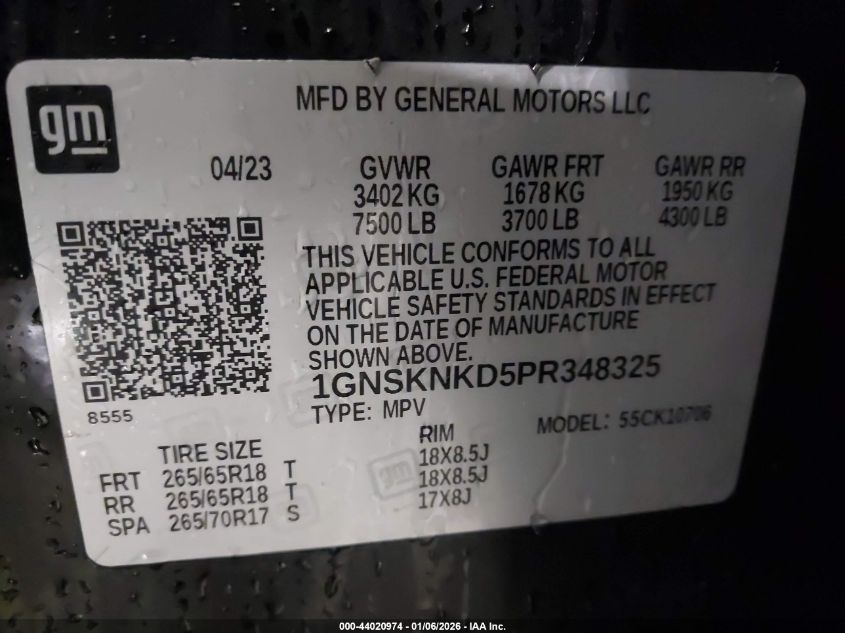 gm
MFD BY GENERAL MOTORS LLC
04/23
GVWR GAWR FRT GAWR RR
3402 KG 1678 KG 1950 KG
7500 LB 3700 LB 4300 LB
THIS VEHICLE CONFORMS TO ALL
APPLICABLE U.S. FEDERAL MOTOR
VEHICLE SAFETY STANDARDS IN EFFECT
ON THE DATE OF MANUFACTURE
SHOWN ABOVE.
1GNSKNKD5PR348325
8555
TYPE: MPV MODEL: 55CK10706
TIRE SIZE RIM
FRT 265/65R18 T 18X8.5J
RR 265/65R18 T 18X8.5J
SPA 265/70R17 S 17X8J
gm
000-44020974 - 01/06/2026 - IAA Inc.